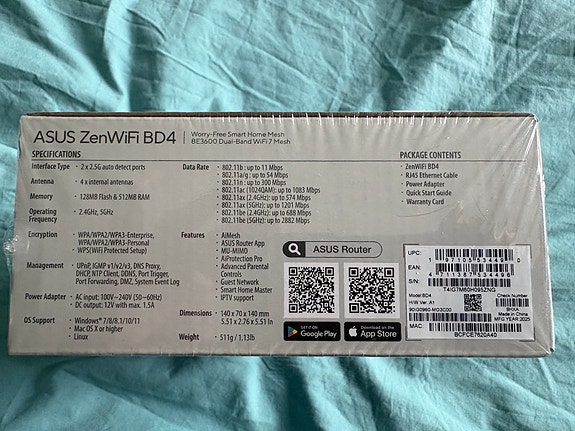 ASUS ZenWiFi BD4
Worry-Free Smart Home Mesh
BE3600 Dual-Band WiFi 7 Mesh
SPECIFICATIONS
Interface Type • 2 x 2.5G auto detect ports
Antenna • 4 x internal antennas
Memory • 128MB Flash & 512MB RAM
Operating Frequency • 2.4GHz, 5GHz
Encryption • WPA/WPA2/WPA3-Enterprise,
WPA/WPA2/WPA3-Personal
• WPS(WiFi Protected Setup)
Management • UPnP, IGMP v1/v2/v3, DNS Proxy,
DHCP, NTP Client, DDNS, Port Trigger,
Port Forwarding, DMZ, System Event Log
Power Adapter • AC input: 100V~240V (50~60Hz)
• DC output: 12V with max. 1.5A
OS Support • Windows® 7/8/8.1/10/11
• Mac OS X or higher
• Linux
Data Rate • 802.11b : up to 11 Mbps
• 802.11a/g : up to 54 Mbps
• 802.11n : up to 300 Mbps
• 802.11ac (1024QAM): up to 1083 Mbps
• 802.11ax (2.4GHz): up to 574 Mbps
• 802.11ax (5GHz): up to 1201 Mbps
• 802.11be (2.4GHz): up to 688 Mbps
• 802.11be (5GHz): up to 2882 Mbps
Features • AiMesh
• ASUS Router App
• MU-MIMO
• AiProtection Pro
• Advanced Parental
Controls
• Guest Network
• Smart Home Master
• IPTV support
Dimensions • 140 x 70 x 140 mm
5.51 x 2.76 x 5.51 In
Weight • 511g / 1.13lb
PACKAGE CONTENTS
• ZenWiFi BD4
• RJ45 Ethernet Cable
• Power Adapter
• Quick Start Guide
• Warranty Card
ASUS Router
GET IT ON
Google Play
Download on the
App Store
UPC:
EAN:
S/N:
T4IG7M60H095ZNG
Model:BD4
H/W Ver.:A1
90IG0960-MO3C00
Check Number
Made in China
MFG.YEAR:2025
MAC:
BCFCE7620A40